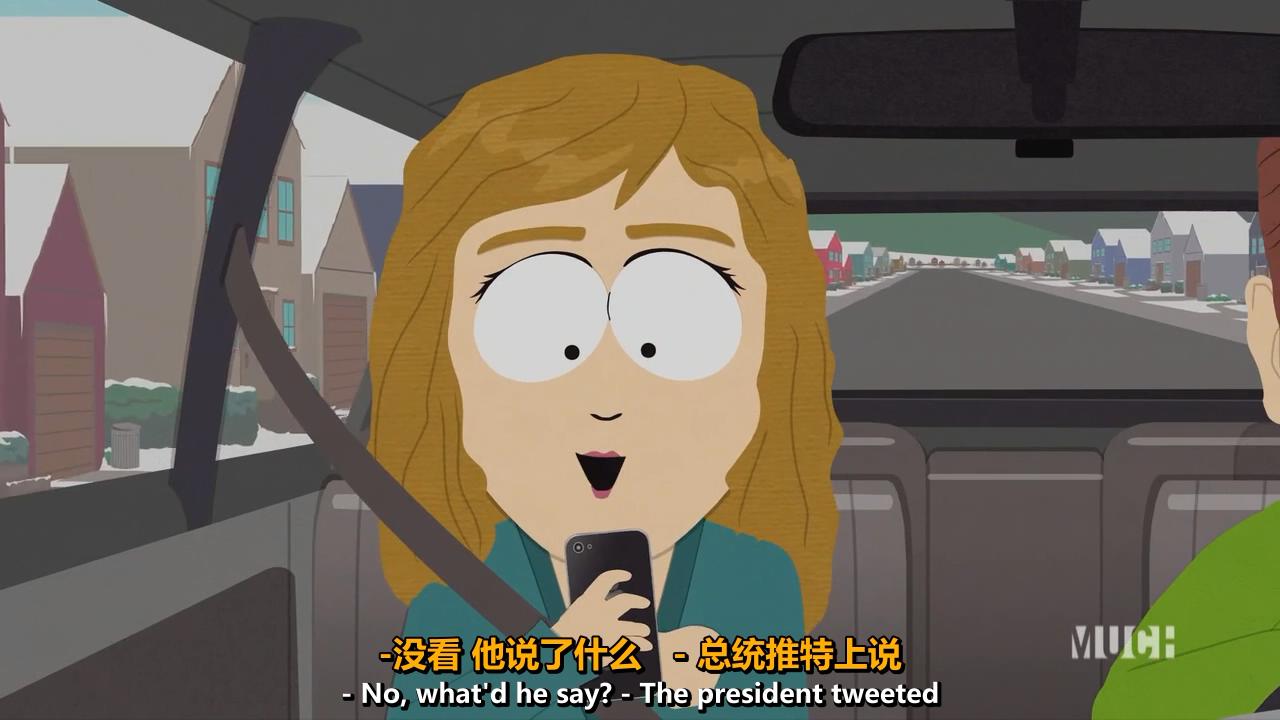 -没看 他说了什么 - 总统推特上说
- No, what'd he say? - The president tweeted
MUCH